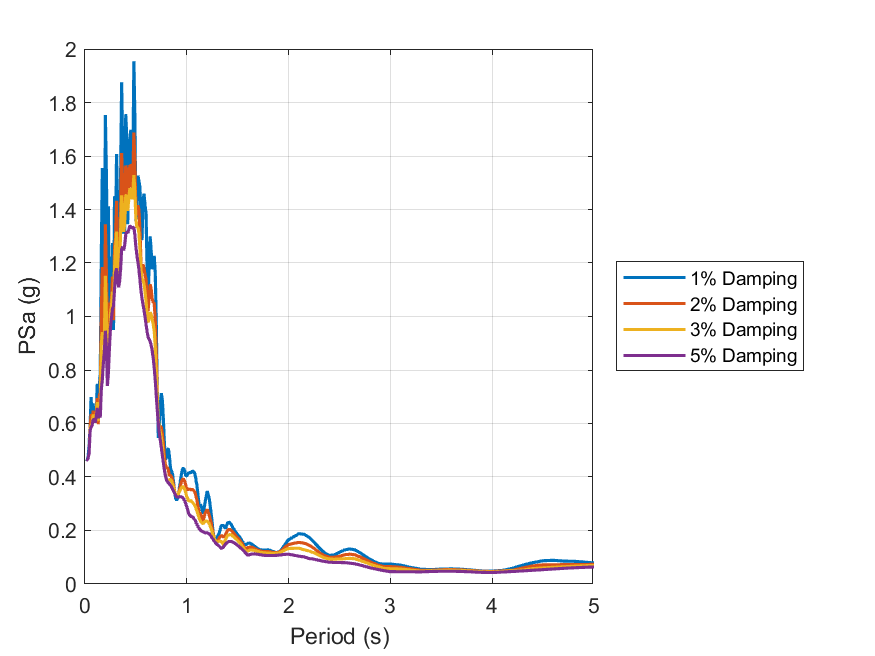 2
1.8
1.6
1.4
1.2
1
0.8
0.6
0.4
0.2
0
PSa (g)
0 1 2 3 4 5
Period (s)
1% Damping
2% Damping
3% Damping
5% Damping